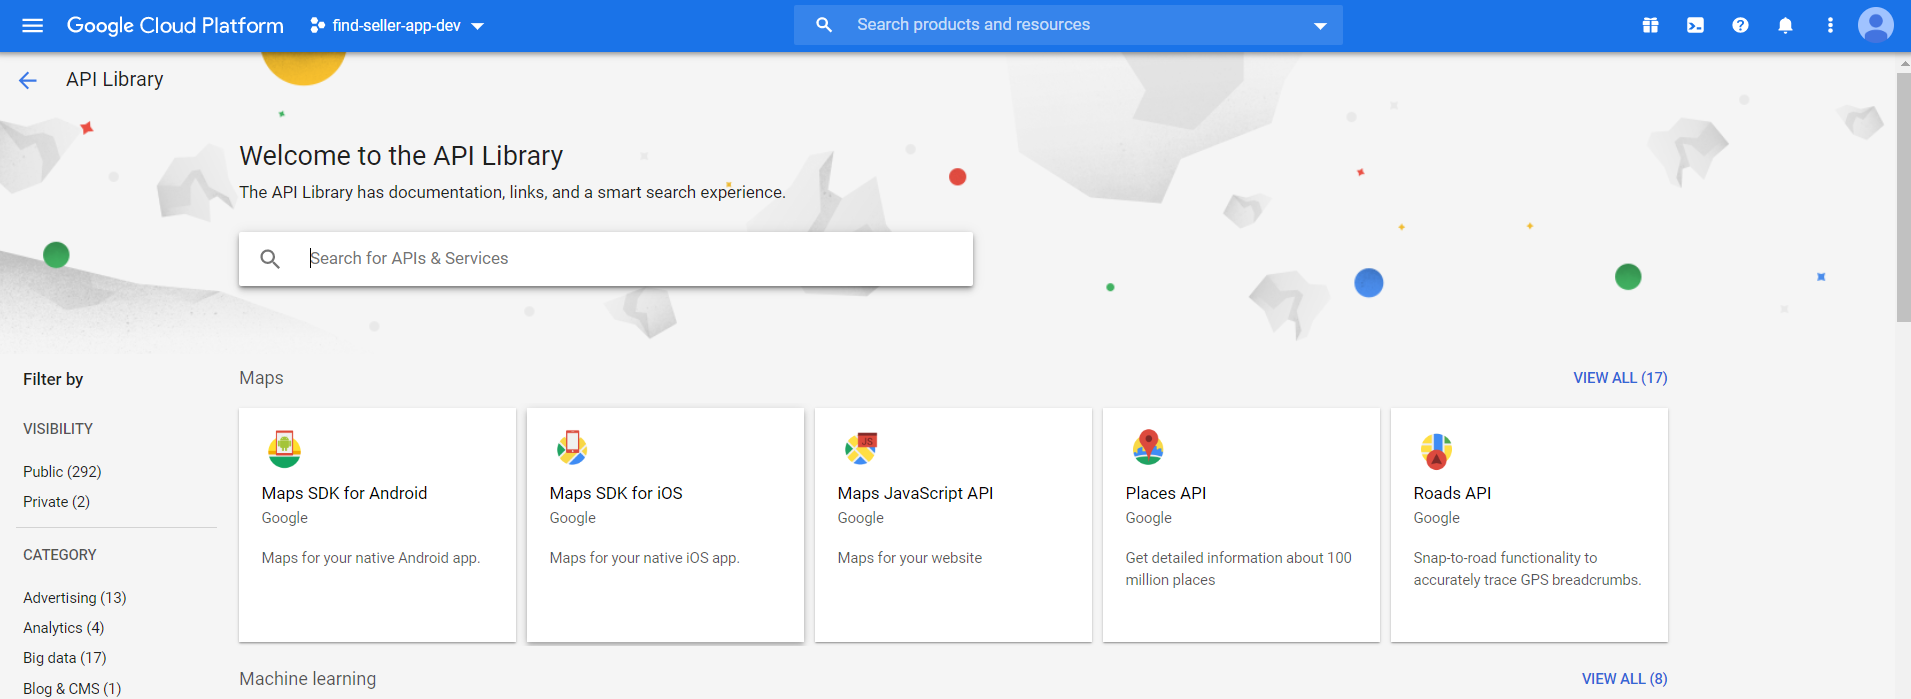 Google Cloud Platform
find-seller-app-dev
Search products and resources
API Library
Welcome to the API Library
The API Library has documentation, links, and a smart search experience.
Search for APIs & Services
Filter by
VISIBILITY
Public (292)
Private (2)
CATEGORY
Advertising (13)
Analytics (4)
Big data (17)
Blog & CMS (1)
Maps
VIEW ALL (17)
Maps SDK for Android
Google
Maps for your native Android app.
Maps SDK for iOS
Google
Maps for your native iOS app.
JS
Maps JavaScript API
Google
Maps for your website
Places API
Google
Get detailed information about 100
million places
Roads API
Google
Snap-to-road functionality to
accurately trace GPS breadcrumbs.
Machine learning
VIEW ALL (8)